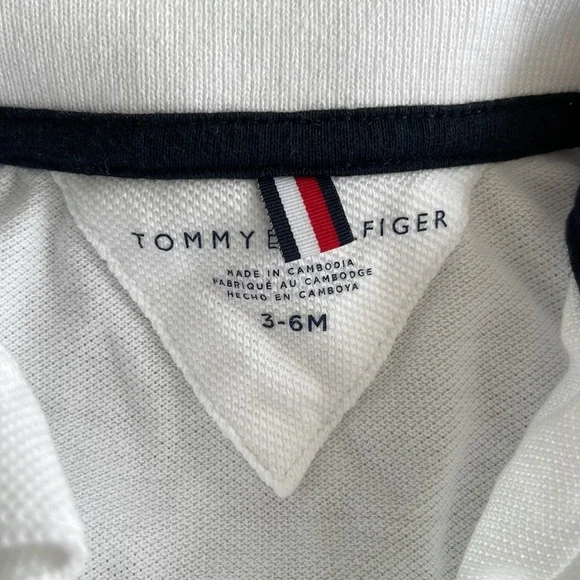 TOMMY FIGER
MADE IN CAMBODIA
FABRIQUÉ AU CAMBODGE
HECHO EN CAMBOYA
3-6M